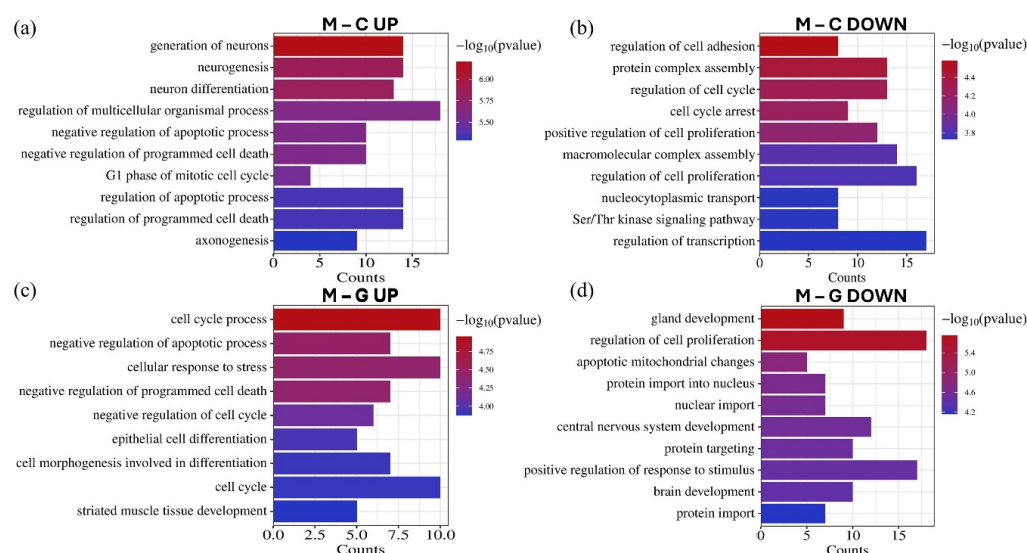 (a)
M – C UP
generation of neurons
neurogenesis
neuron differentiation
regulation of multicellular organismal process
negative regulation of apoptotic process
negative regulation of programmed cell death
G1 phase of mitotic cell cycle
regulation of apoptotic process
regulation of programmed cell death
axonogenesis
0 5 10 15
Counts
−log10(pvalue)
6.00
5.75
5.50
(b)
M – C DOWN
regulation of cell adhesion
protein complex assembly
regulation of cell cycle
cell cycle arrest
positive regulation of cell proliferation
macromolecular complex assembly
regulation of cell proliferation
nucleocytoplasmic transport
Ser/Thr kinase signaling pathway
regulation of transcription
0 5 10 15
Counts
−log10(pvalue)
4.4
4.2
4.0
3.8
(c)
M – G UP
cell cycle process
negative regulation of apoptotic process
cellular response to stress
negative regulation of programmed cell death
negative regulation of cell cycle
epithelial cell differentiation
cell morphogenesis involved in differentiation
cell cycle
striated muscle tissue development
0.0 2.5 5.0 7.5 10.0
Counts
−log10(pvalue)
4.75
4.50
4.25
4.00
(d)
M – G DOWN
gland development
regulation of cell proliferation
apoptotic mitochondrial changes
protein import into nucleus
nuclear import
central nervous system development
protein targeting
positive regulation of response to stimulus
brain development
protein import
0 5 10 15
Counts
−log10(pvalue)
5.4
5.1
4.8
4.5
4.2